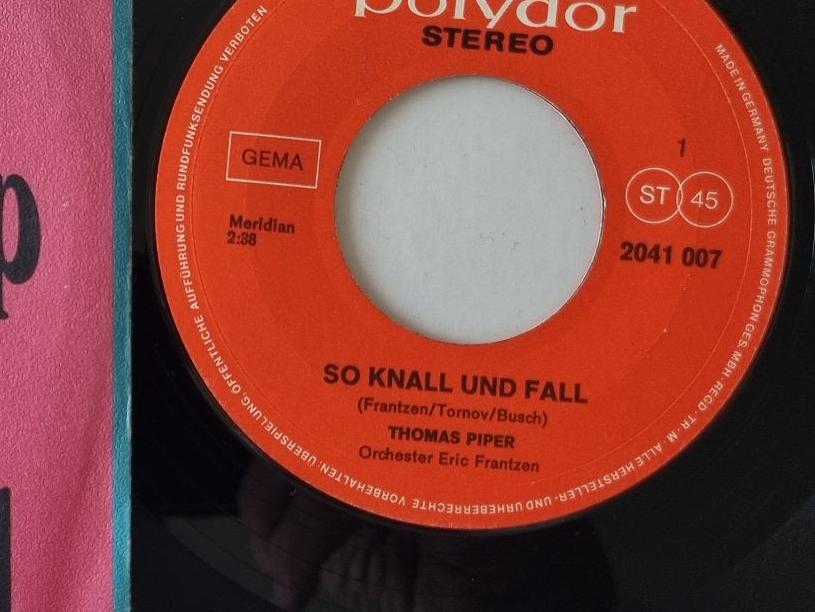 polydor
STEREO
GEMA
1
ST 45
Meridian
2:38
2041 007
SO KNALL UND FALL
(Frantzen/Tornov/Busch)
THOMAS PIPER
Orchester Eric Frantzen
MADE IN GERMANY DEUTSCHE GRAMMOPHON GES. MBH · REGD · TR · M · ALLE HERSTELLER- UND URHEBERRECHTE VORBEHALTEN: ÜBERSPIELUNG, ÖFFENTLICHE AUFFÜHRUNG UND RUNDFUNKSENDUNG VERBOTEN
p